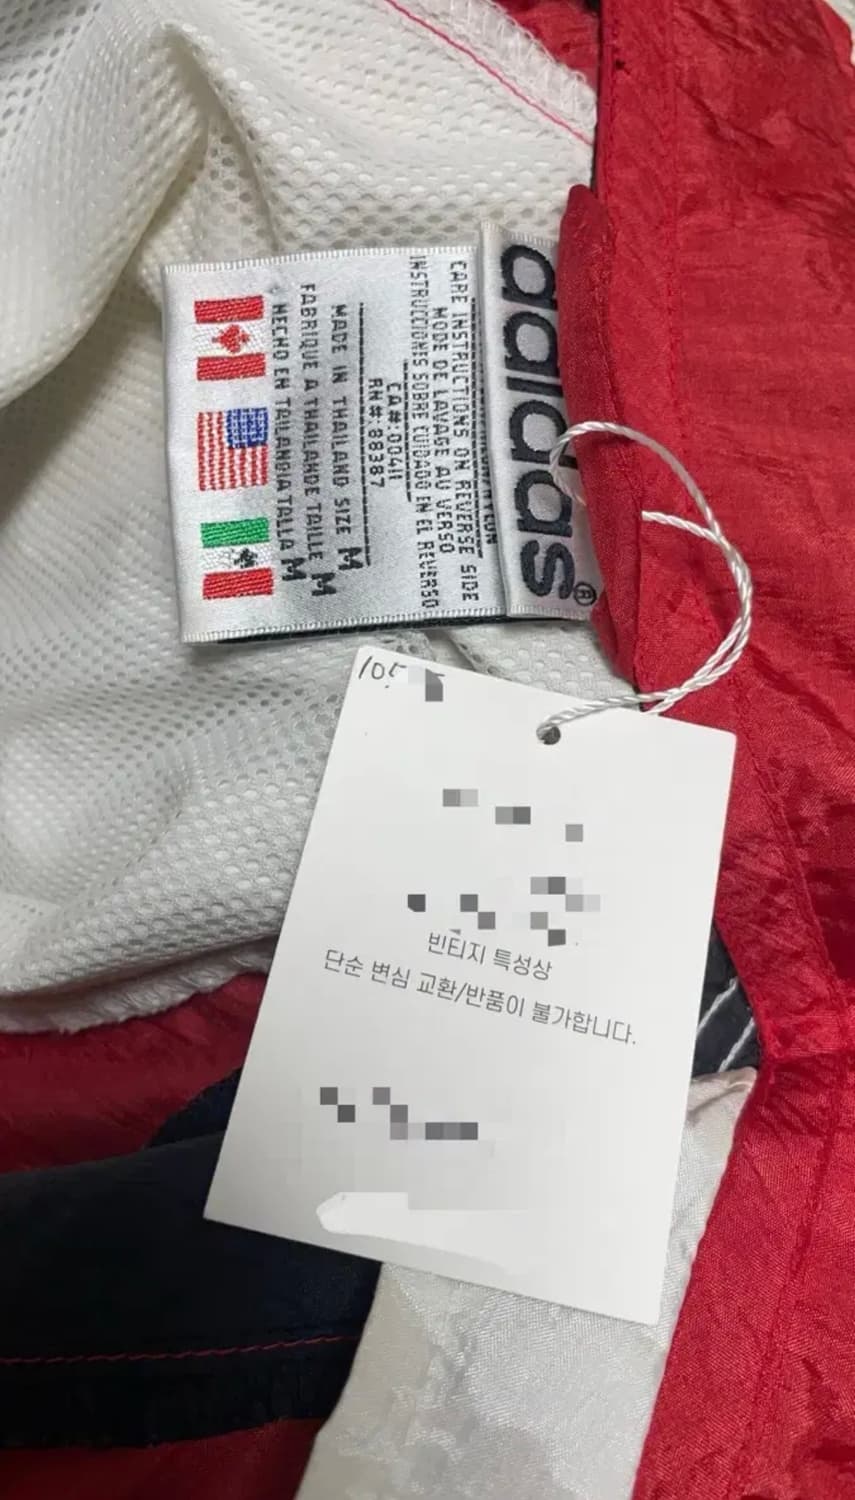 adidas®
CARE INSTRUCTIONS ON REVERSE SIDE
MODE DE LAVAGE AU VERSO
INSTRUCCIONES SOBRE CUIDADO EN EL REVERSO
CA#:00411
RN#:88387
MADE IN THAILAND SIZE M
FABRIQUE A THAILANDE TAILLE M
HECHO EN TAILANDIA TALLA M
빈티지 특성상
단순 변심 교환/반품이 불가합니다.